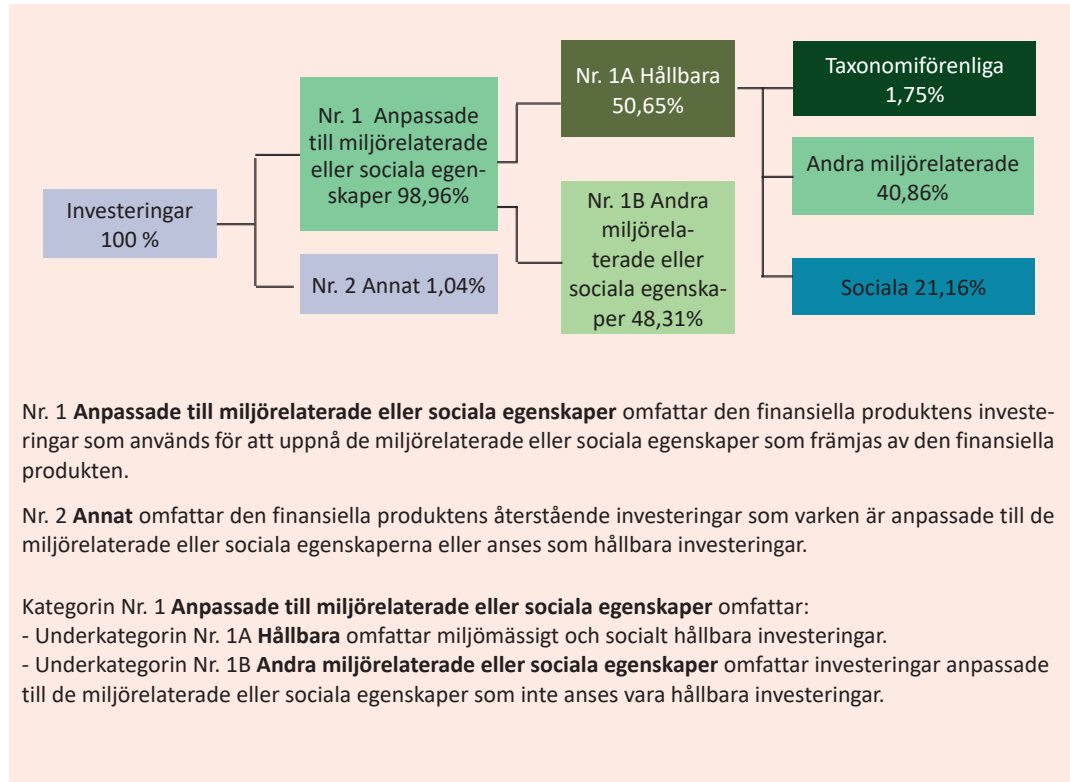 Investeringar
100 %
Nr. 1 Anpassade
till miljörelaterade
eller sociala egen-
skaper 98,96%
Nr. 2 Annat 1,04%
Nr. 1A Hållbara
50,65%
Nr. 1B Andra
miljörela-
terade eller
sociala egenska-
per 48,31%
Taxonomiförenliga
1,75%
Andra miljörelaterade
40,86%
Sociala 21,16%
Nr. 1 Anpassade till miljörelaterade eller sociala egenskaper omfattar den finansiella produktens investe-
ringar som används för att uppnå de miljörelaterade eller sociala egenskaper som främjas av den finansiella
produkten.
Nr. 2 Annat omfattar den finansiella produktens återstående investeringar som varken är anpassade till de
miljörelaterade eller sociala egenskaperna eller anses som hållbara investeringar.
Kategorin Nr. 1 Anpassade till miljörelaterade eller sociala egenskaper omfattar:
- Underkategorin Nr. 1A Hållbara omfattar miljömässigt och socialt hållbara investeringar.
- Underkategorin Nr. 1B Andra miljörelaterade eller sociala egenskaper omfattar investeringar anpassade
till de miljörelaterade eller sociala egenskaper som inte anses vara hållbara investeringar.